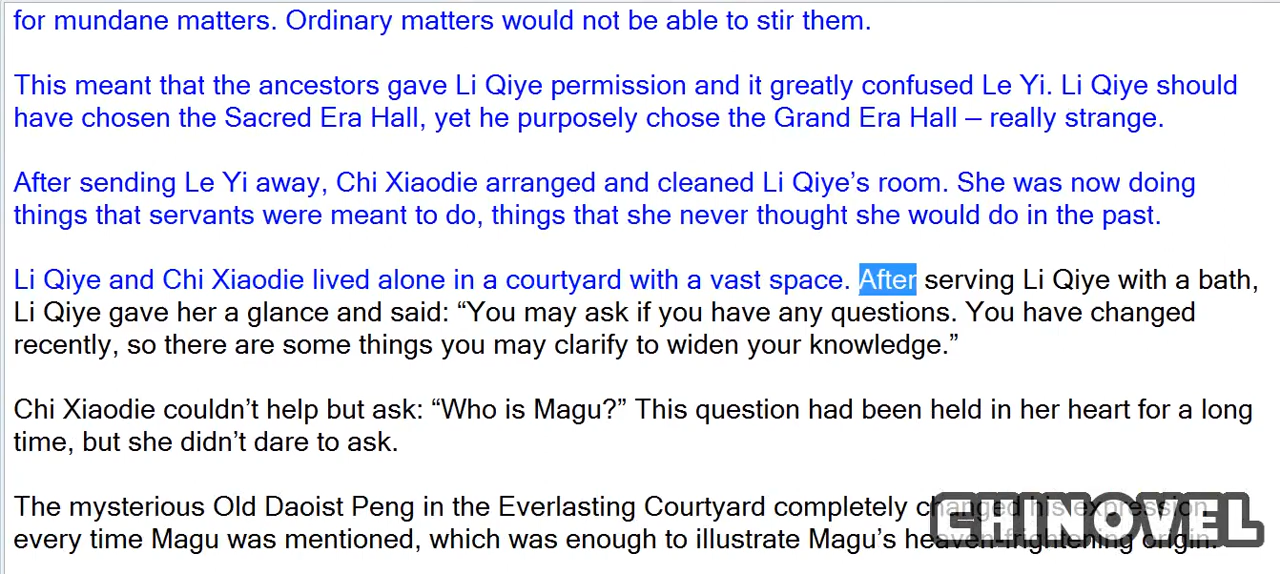 for mundane matters. Ordinary matters would not be able to stir them.
This meant that the ancestors gave Li Qiye permission and it greatly confused Le Yi. Li Qiye should
have chosen the Sacred Era Hall, yet he purposely chose the Grand Era Hall – really strange.
After sending Le Yi away, Chi Xiaodie arranged and cleaned Li Qiye’s room. She was now doing
things that servants were meant to do, things that she never thought she would do in the past.
Li Qiye and Chi Xiaodie lived alone in a courtyard with a vast space. After serving Li Qiye with a bath,
Li Qiye gave her a glance and said: “You may ask if you have any questions. You have changed
recently, so there are some things you may clarify to widen your knowledge.”
Chi Xiaodie couldn’t help but ask: “Who is Magu?” This question had been held in her heart for a long
time, but she didn’t dare to ask.
The mysterious Old Daoist Peng in the Everlasting Courtyard completely changed his expression
every time Magu was mentioned, which was enough to illustrate Magu’s heaven-frightening origin.
CHINOVEL